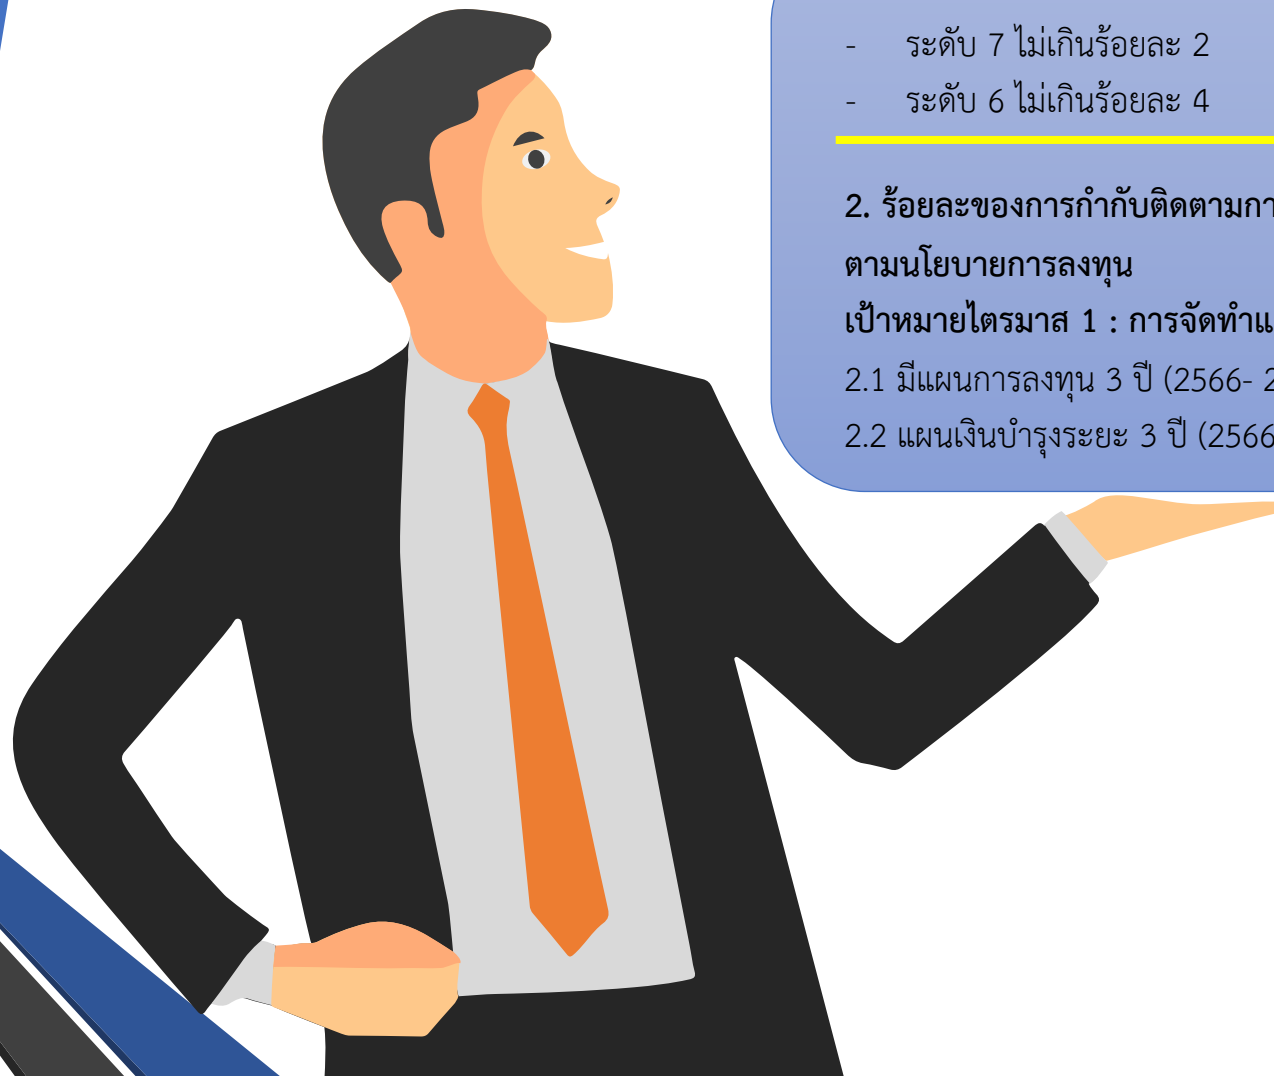 - ระดับ 7 ไม่เกินร้อยละ 2
- ระดับ 6 ไม่เกินร้อยละ 4
2. ร้อยละของการกำกับติดตามกา
ตามนโยบายการลงทุน
เป้าหมายไตรมาส 1 : การจัดทำแ
2.1 มีแผนการลงทุน 3 ปี (2566- 2
2.2 แผนเงินบำรุงระยะ 3 ปี (2566